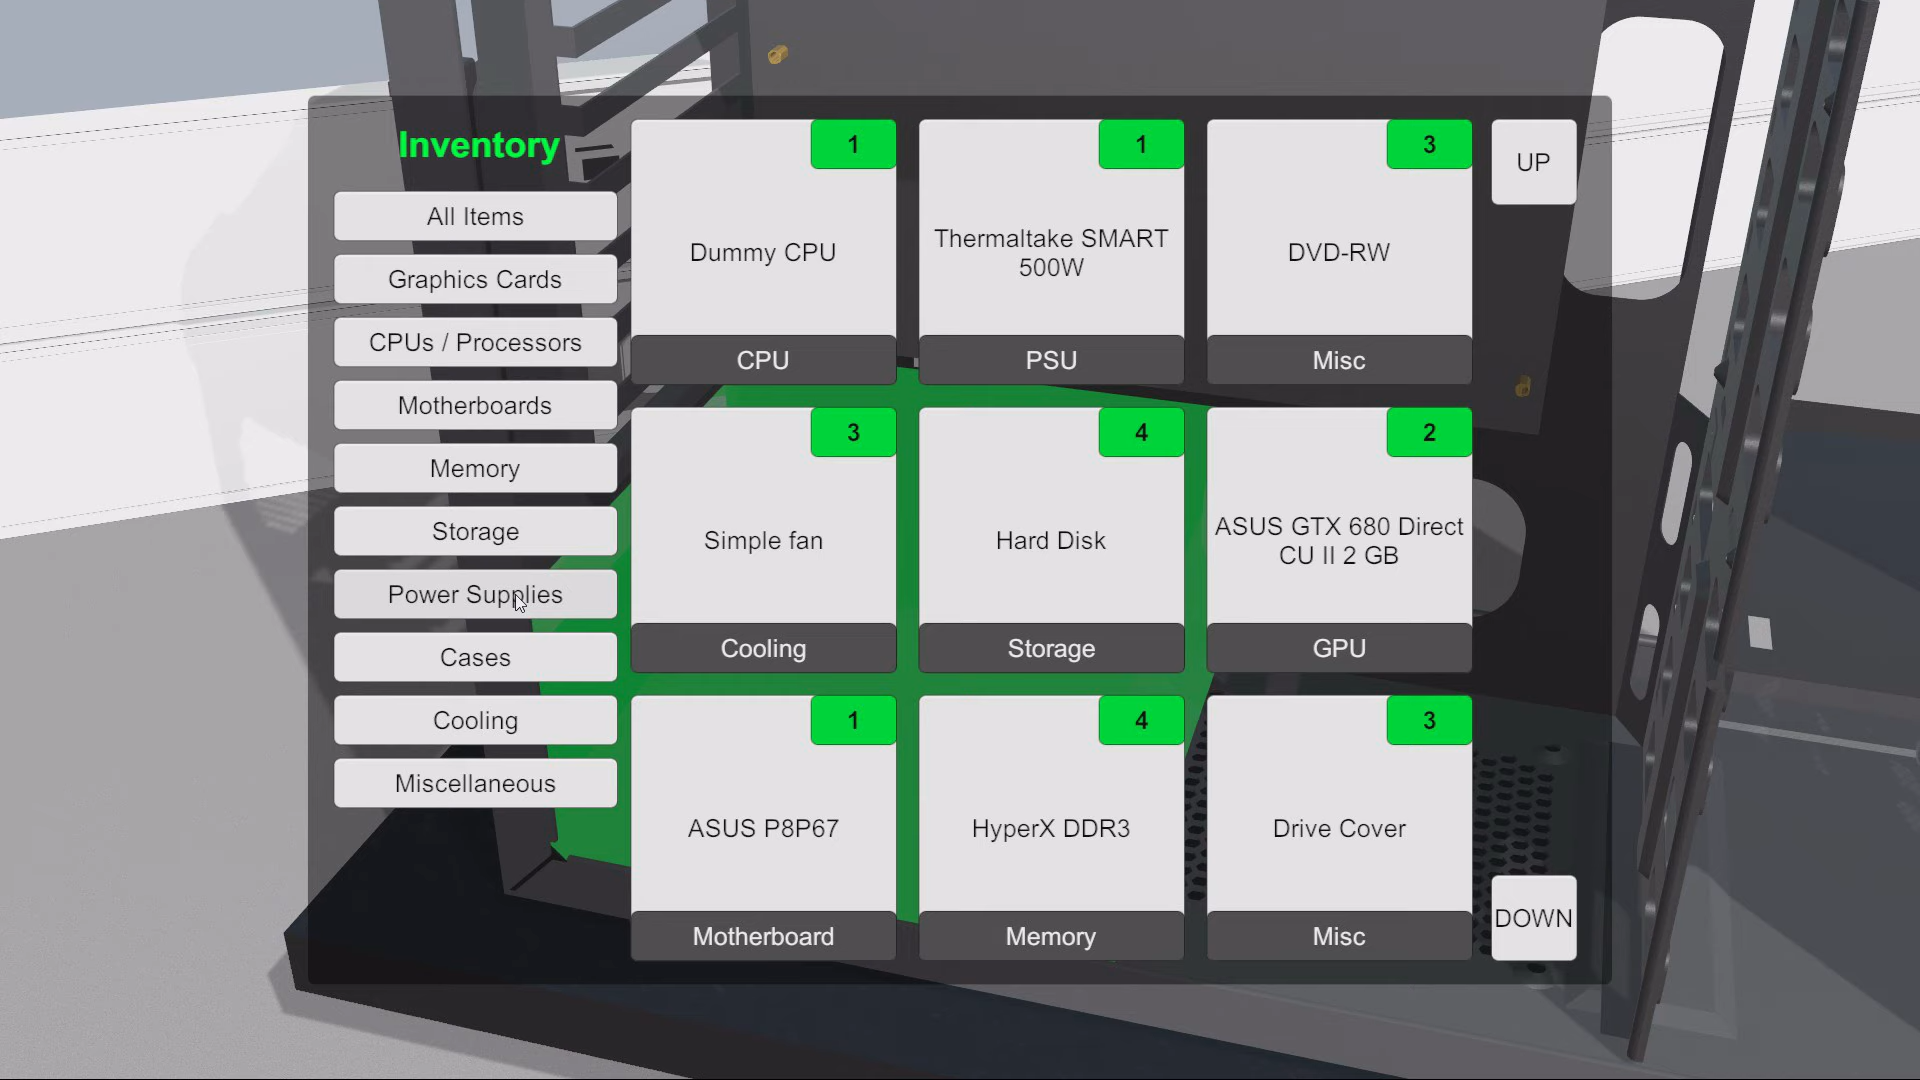 Inventory
All Items
Graphics Cards
CPUs / Processors
Motherboards
Memory
Storage
Power Supplies
Cases
Cooling
Miscellaneous
1
Dummy CPU
CPU
1
Thermaltake SMART
500W
PSU
3
DVD-RW
Misc
3
Simple fan
Cooling
4
Hard Disk
Storage
2
ASUS GTX 680 Direct
CU II 2 GB
GPU
1
ASUS P8P67
Motherboard
4
HyperX DDR3
Memory
3
Drive Cover
Misc
UP
DOWN